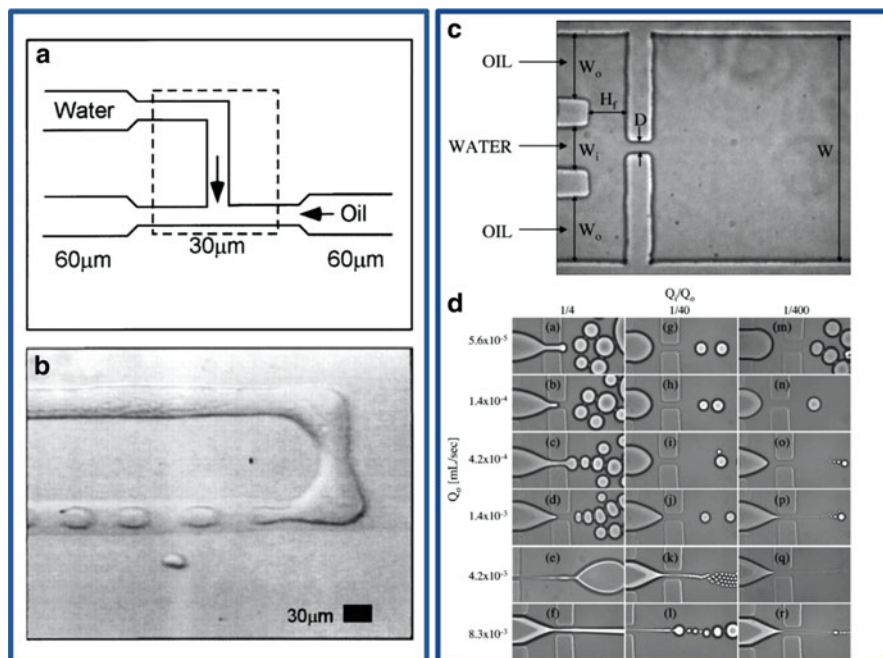 a
Water
Oil
30μm
60μm
60μm
b
30μm
c
OIL
WATER
OIL
Wₒ
H_f
D
Wᵢ
W
Wₒ
d
Qᵢ/Qₒ
1/4
1/40
1/400
Qₒ [mL/sec]
5.6x10⁻⁵
(a)
(g)
(m)
1.4x10⁻⁴
(b)
(h)
(n)
4.2x10⁻⁴
(c)
(i)
(o)
1.4x10⁻³
(d)
(j)
(p)
4.2x10⁻³
(e)
(k)
(q)
8.3x10⁻³
(f)
(l)
(r)